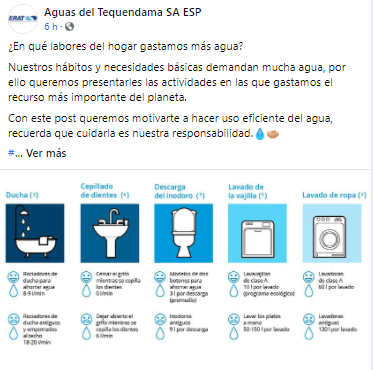 ERAT
Aguas del Tequendama SA ESP
6 h ·
¿En qué labores del hogar gastamos más agua?
Nuestros hábitos y necesidades básicas demandan mucha agua, por
ello queremos presentarles las actividades en las que gastamos el
recurso más importante del planeta.
Con este post queremos motivarte a hacer uso eficiente del agua,
recuerda que cuidarla es nuestra responsabilidad.💧🤝
#... Ver más
Ducha (*)
Cepillado
de dientes (*)
Descarga
del inodoro (*)
Lavado de
la vajilla (*)
Lavado de ropa (*)
Rociadores de
ducha para
ahorrar agua
8-9 l/min
Cerrar el grifo
mientras se cepilla
los dientes
0 l/min
Modelos de dos
botones para
ahorrar agua
3 l por descarga
(promedio)
Lavavajillas
de clase A
10 l por lavado
(programa ecológico)
Lavadoras
de clase A
60 l por lavado
Rociadores de
ducha antiguos
y empotrados
al techo
18-20 l/min
Dejar abierto el
grifo mientras se
cepilla los dientes
6 l/min
Inodoros
antiguos
9 l por descarga
Lavar los platos
a mano
50-150 l por lavado
Lavadoras
antiguas
130 l por lavado